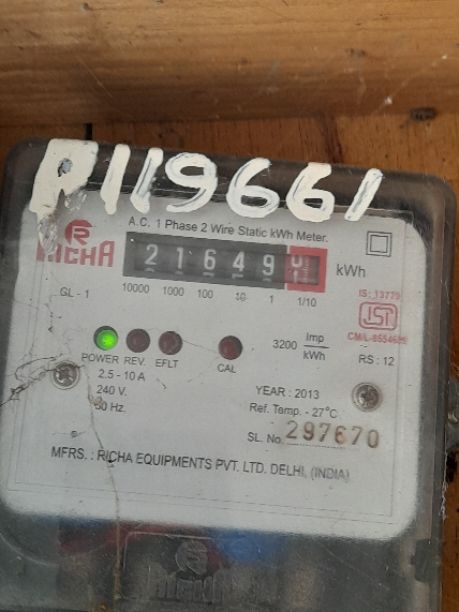 P119661
A.C. 1 Phase 2 Wire Static kWh Meter.
RICHA
21649 kWh
GL - 1 10000 1000 100 10 1 1/10
IS: 13779
ISI
3200 Imp/kWh
RS : 12
POWER REV. EFLT CAL
2.5 - 10 A
240 V.
50 Hz.
YEAR : 2013
Ref. Temp. - 27°C
SL. No. 297670
MFRS. : RICHA EQUIPMENTS PVT. LTD. DELHI, (INDIA)